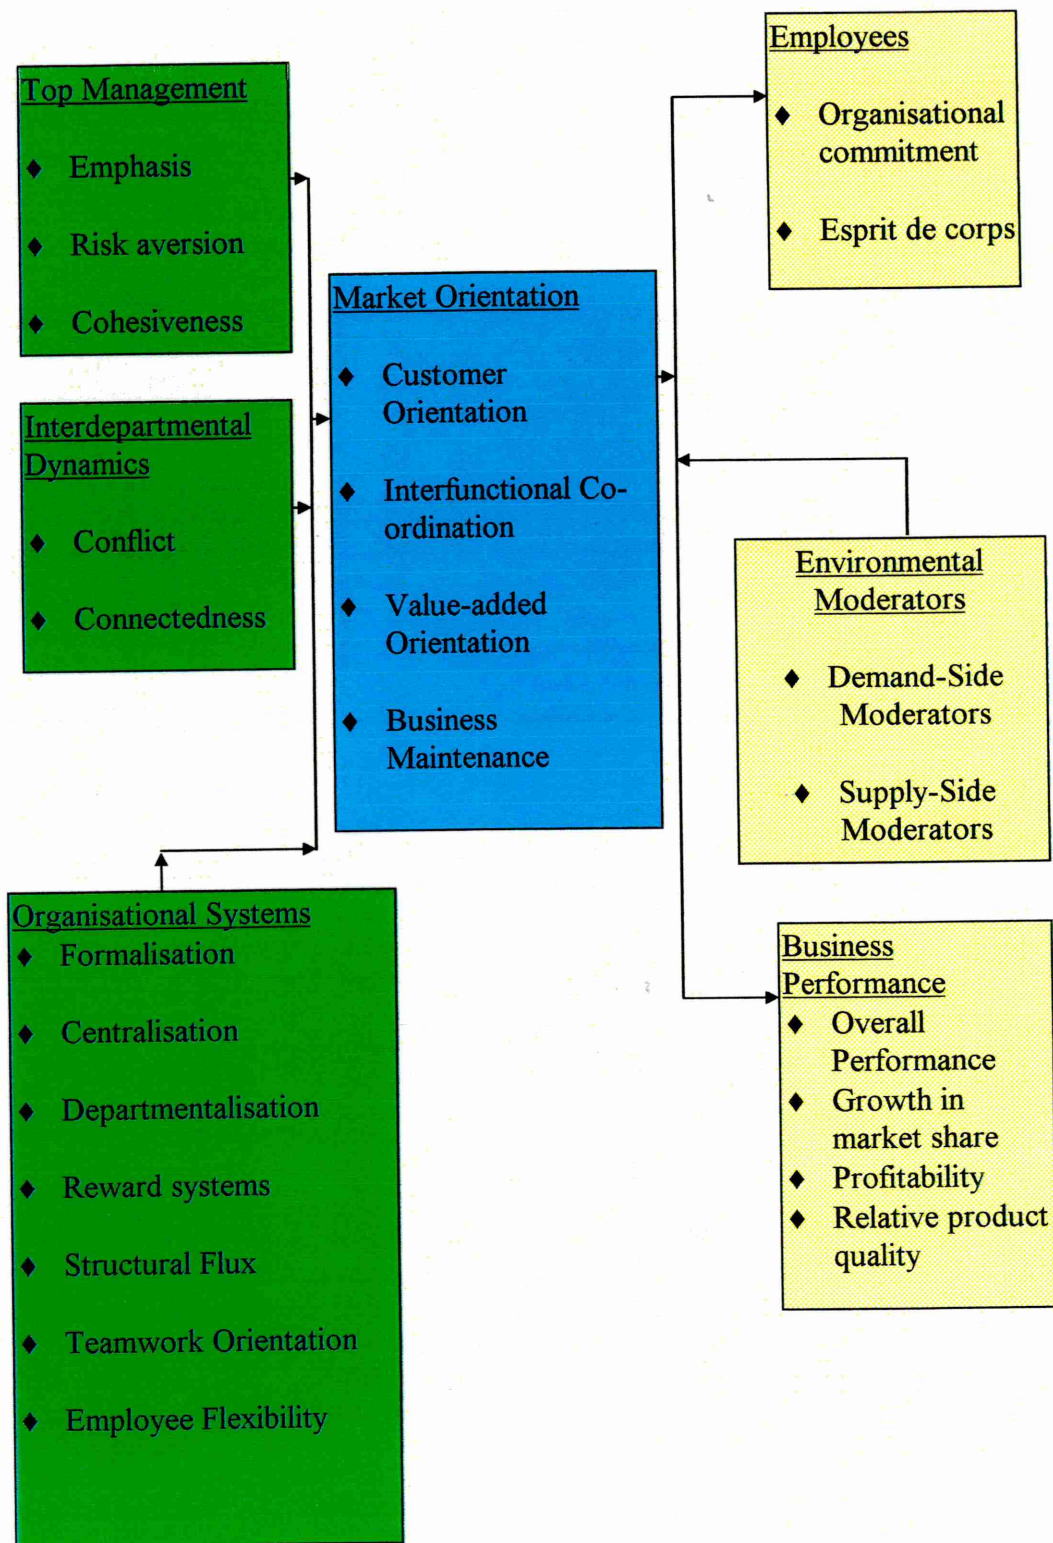 Top Management
♦ Emphasis
♦ Risk aversion
♦ Cohesiveness
Interdepartmental
Dynamics
♦ Conflict
♦ Connectedness
Organisational Systems
♦ Formalisation
♦ Centralisation
♦ Departmentalisation
♦ Reward systems
♦ Structural Flux
♦ Teamwork Orientation
♦ Employee Flexibility
Market Orientation
♦ Customer
Orientation
♦ Interfunctional Co-
ordination
♦ Value-added
Orientation
♦ Business
Maintenance
Employees
♦ Organisational
commitment
♦ Esprit de corps
Environmental
Moderators
♦ Demand-Side
Moderators
♦ Supply-Side
Moderators
Business
Performance
♦ Overall
Performance
♦ Growth in
market share
♦ Profitability
♦ Relative product
quality